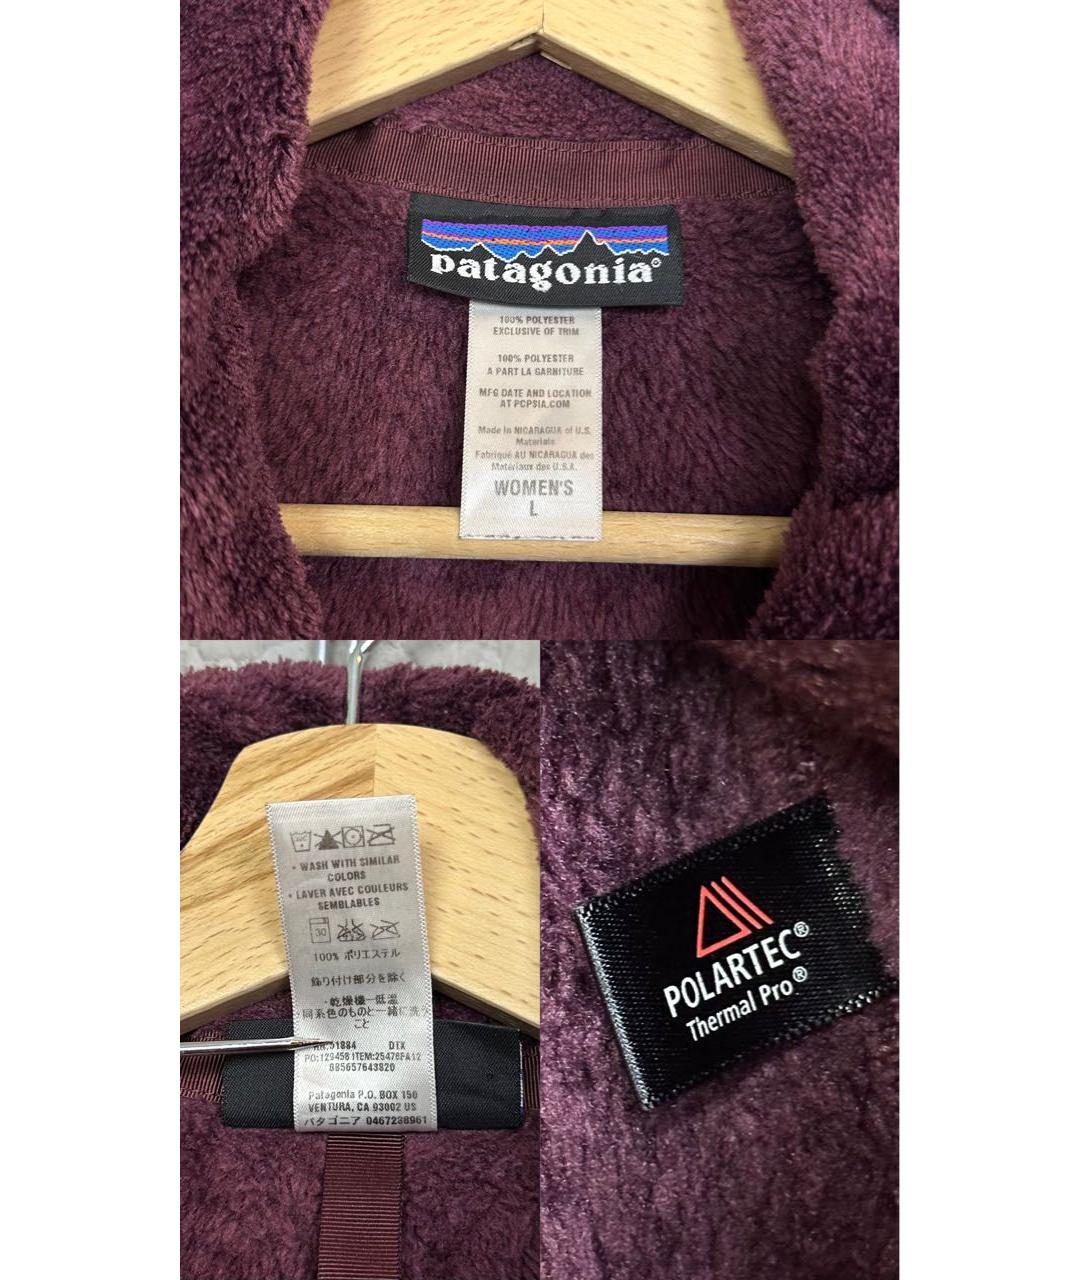 patagonia®
100% POLYESTER
EXCLUSIVE OF TRIM
100% POLYESTER
A PART LA GARNITURE
MFG DATE AND LOCATION
AT PCPSIA.COM
Made in NICARAGUA of U.S.
Materials
Fabriqué AU NICARAGUA des
Matériaux des U.S.A.
WOMEN'S
L
• WASH WITH SIMILAR
COLORS
• LAVER AVEC COULEURS
SEMBLABLES
30
100% ポリエステル
飾り付け部分を除く
・乾燥機—低温
・同系色のものと一緒に洗う
こと
51884 DTX
PO:129458 ITEM:25476FA12
885657643820
Patagonia P.O. BOX 150
VENTURA, CA 93002 US
パタゴニア 0467238961
POLARTEC®
Thermal Pro®